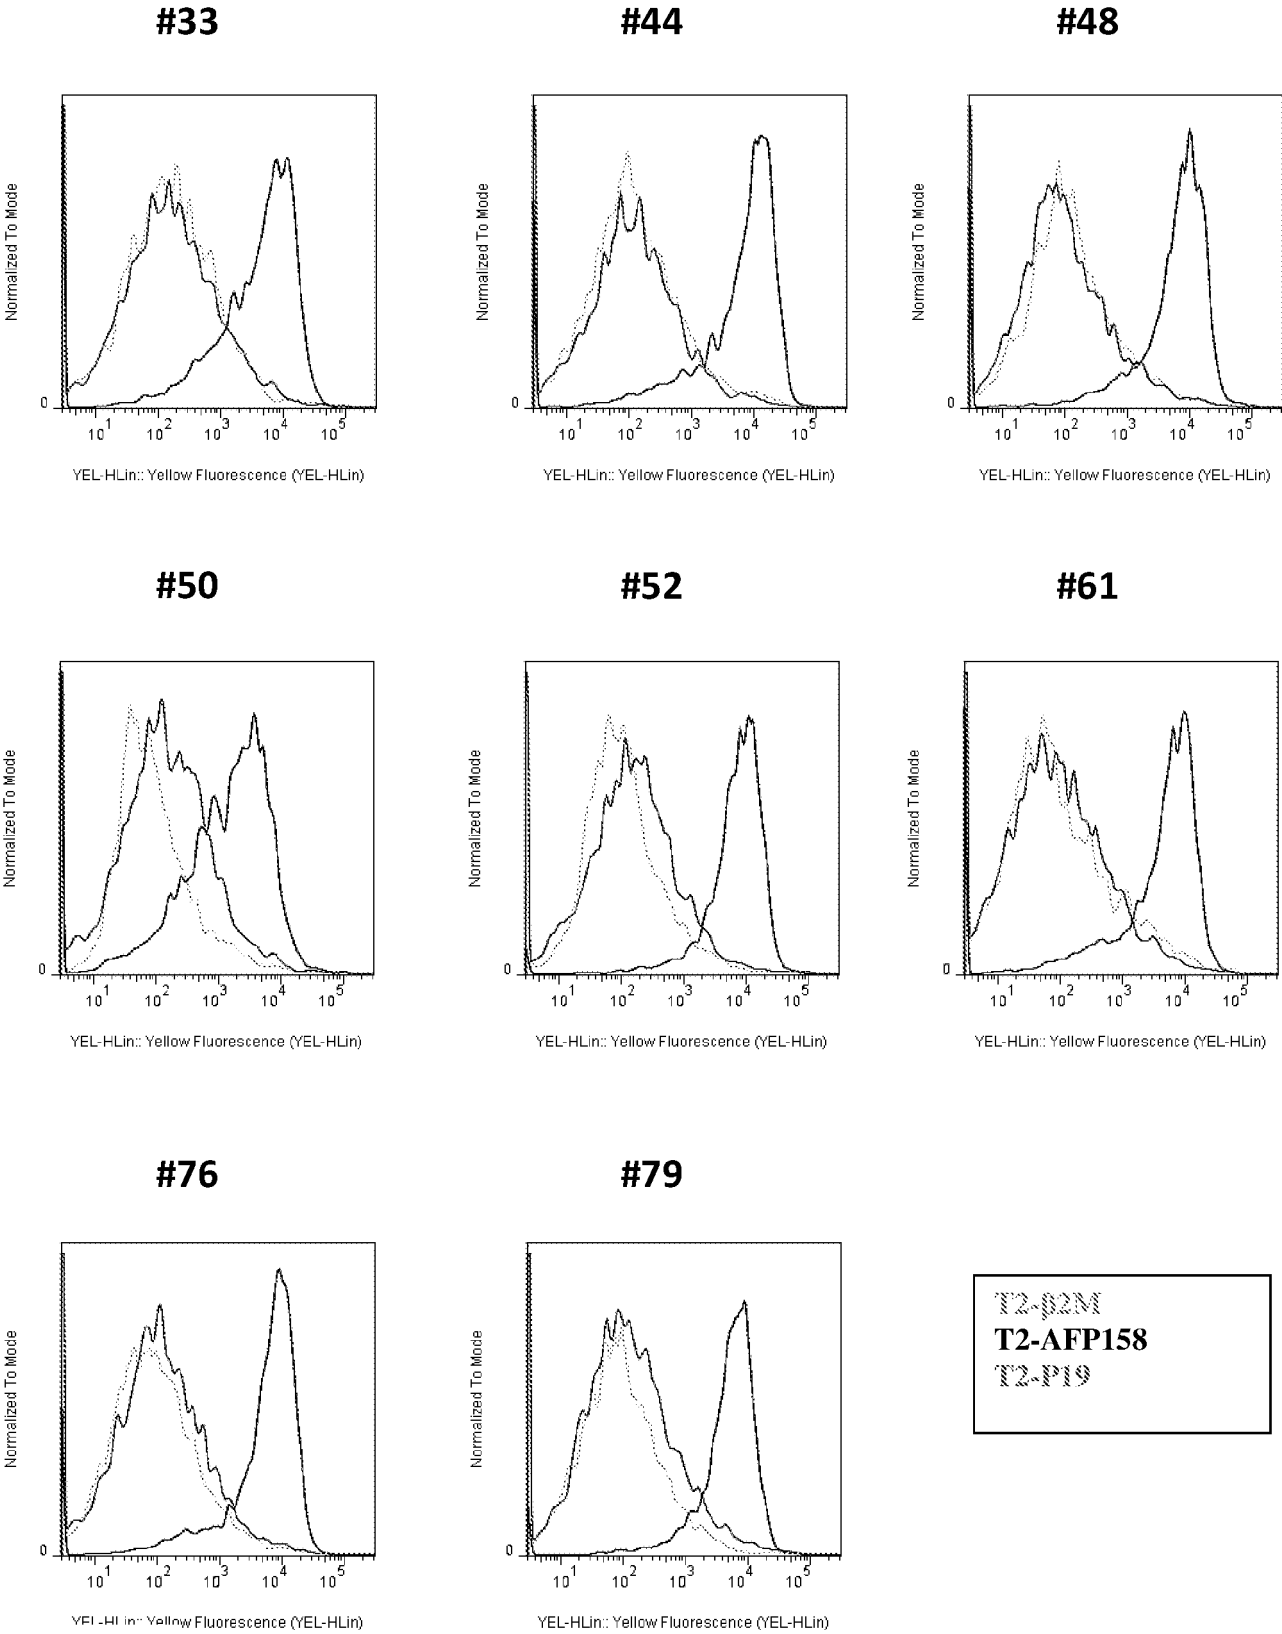 #33 #44 #48
Normalized To Mode Normalized To Mode Normalized To Mode
0 0 0
10^1 10^2 10^3 10^4 10^5 10^1 10^2 10^3 10^4 10^5 10^1 10^2 10^3 10^4 10^5
YEL-HLin:: Yellow Fluorescence (YEL-HLin) YEL-HLin:: Yellow Fluorescence (YEL-HLin) YEL-HLin:: Yellow Fluorescence (YEL-HLin)
#50 #52 #61
Normalized To Mode Normalized To Mode Normalized To Mode
0 0 0
10^1 10^2 10^3 10^4 10^5 10^1 10^2 10^3 10^4 10^5 10^1 10^2 10^3 10^4 10^5
YEL-HLin:: Yellow Fluorescence (YEL-HLin) YEL-HLin:: Yellow Fluorescence (YEL-HLin) YEL-HLin:: Yellow Fluorescence (YEL-HLin)
#76 #79
Normalized To Mode Normalized To Mode
0 0
10^1 10^2 10^3 10^4 10^5 10^1 10^2 10^3 10^4 10^5
YEL-HLin:: Yellow Fluorescence (YEL-HLin) YEL-HLin:: Yellow Fluorescence (YEL-HLin)
T2-β2M
T2-AFP158
T2-P19